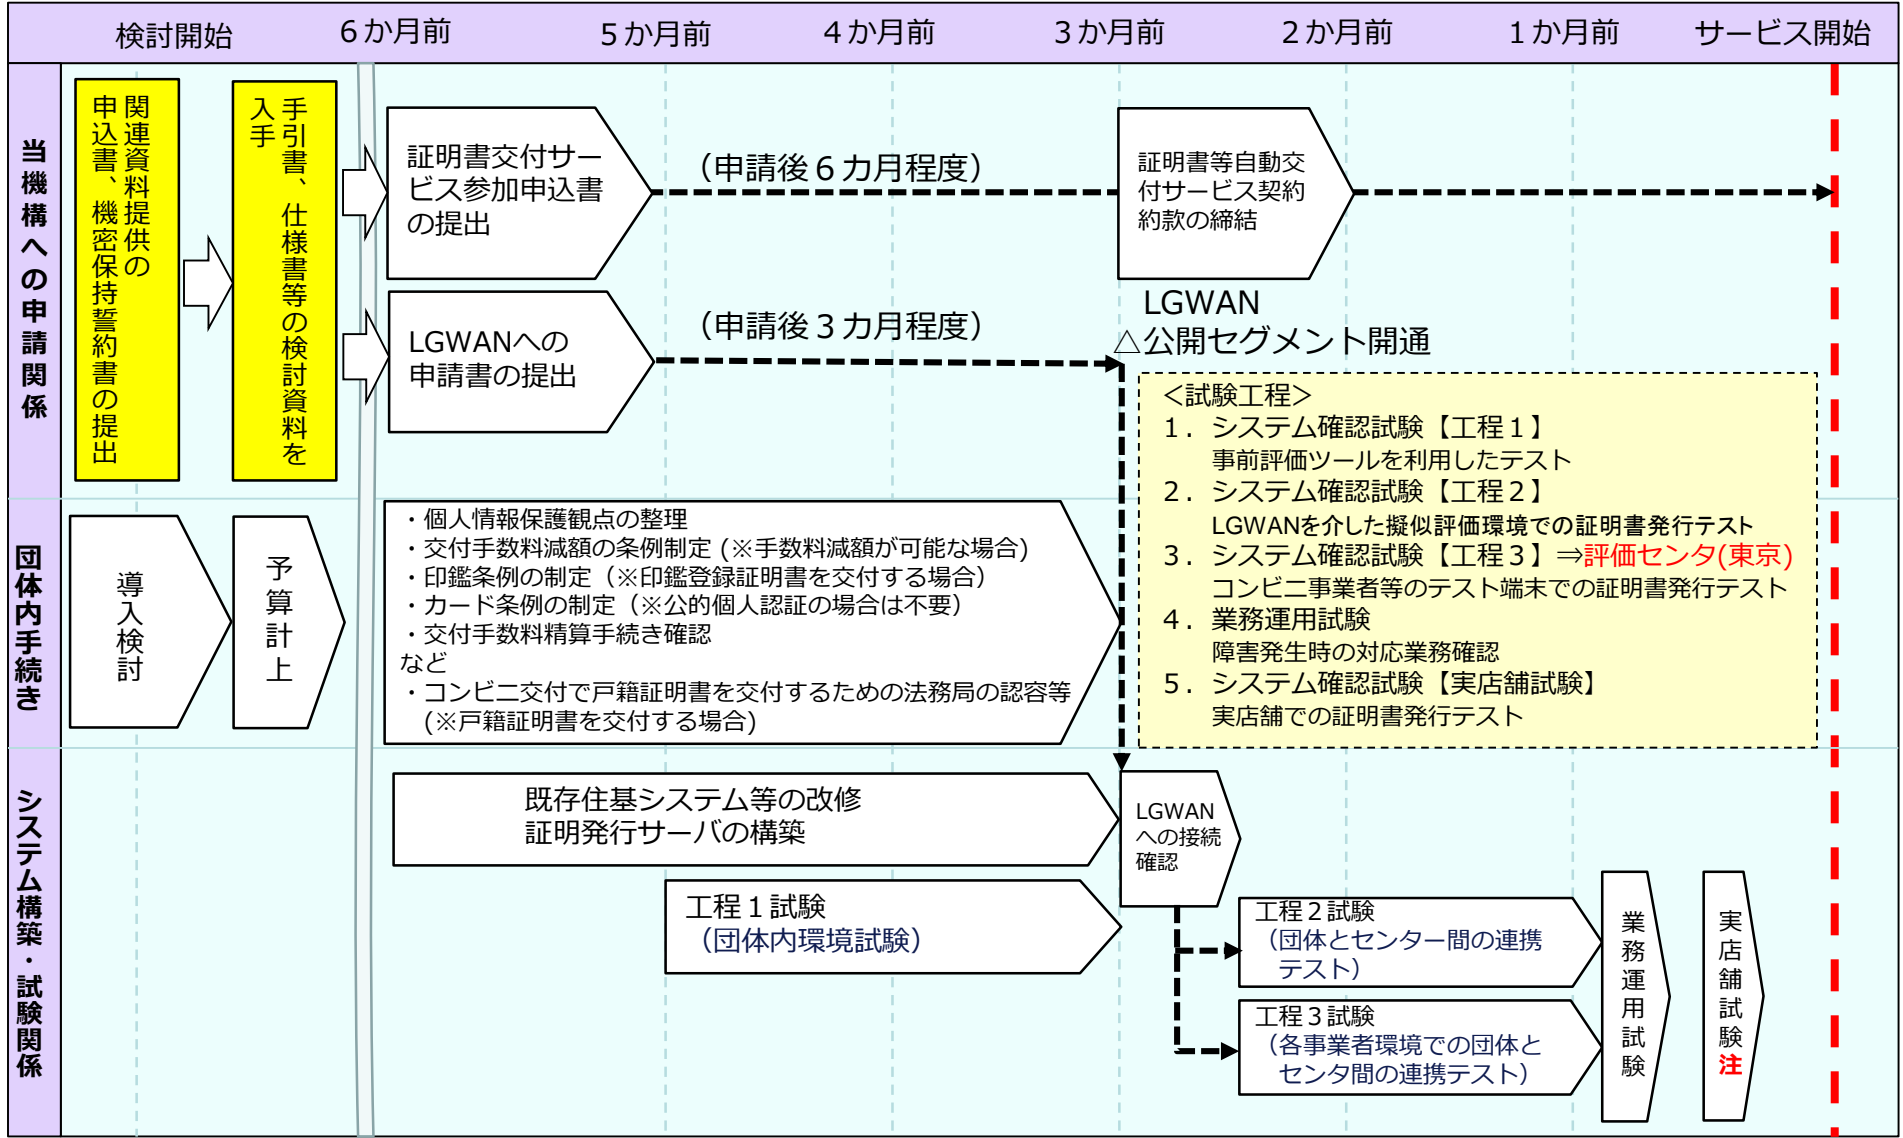 検討開始
６か月前
５か月前
４か月前
３か月前
２か月前
１か月前
サービス開始
当機構への申請関係
関連資料提供の
申込書、機密保持誓約書の提出
手引書、仕様書等の検討資料を
入手
証明書交付サー
ビス参加申込書
の提出
（申請後６カ月程度）
証明書等自動交
付サービス契約
約款の締結
LGWANへの
申請書の提出
（申請後３カ月程度）
LGWAN
△公開セグメント開通
＜試験工程＞
１．システム確認試験【工程１】
事前評価ツールを利用したテスト
２．システム確認試験【工程２】
LGWANを介した擬似評価環境での証明書発行テスト
３．システム確認試験【工程３】⇒評価センタ(東京)
コンビニ事業者等のテスト端末での証明書発行テスト
４．業務運用試験
障害発生時の対応業務確認
５．システム確認試験【実店舗試験】
実店舗での証明書発行テスト
団体内手続き
導入検討
予算計上
・個人情報保護観点の整理
・交付手数料減額の条例制定 (※手数料減額が可能な場合)
・印鑑条例の制定（※印鑑登録証明書を交付する場合）
・カード条例の制定（※公的個人認証の場合は不要）
・交付手数料精算手続き確認
など
・コンビニ交付で戸籍証明書を交付するための法務局の認容等
(※戸籍証明書を交付する場合)
システム構築・試験関係
既存住基システム等の改修
証明発行サーバの構築
LGWAN
への接続
確認
工程１試験
（団体内環境試験）
工程２試験
（団体とセンター間の連携
テスト）
工程３試験
（各事業者環境での団体と
センタ間の連携テスト）
業務運用試験
実店舗試験注